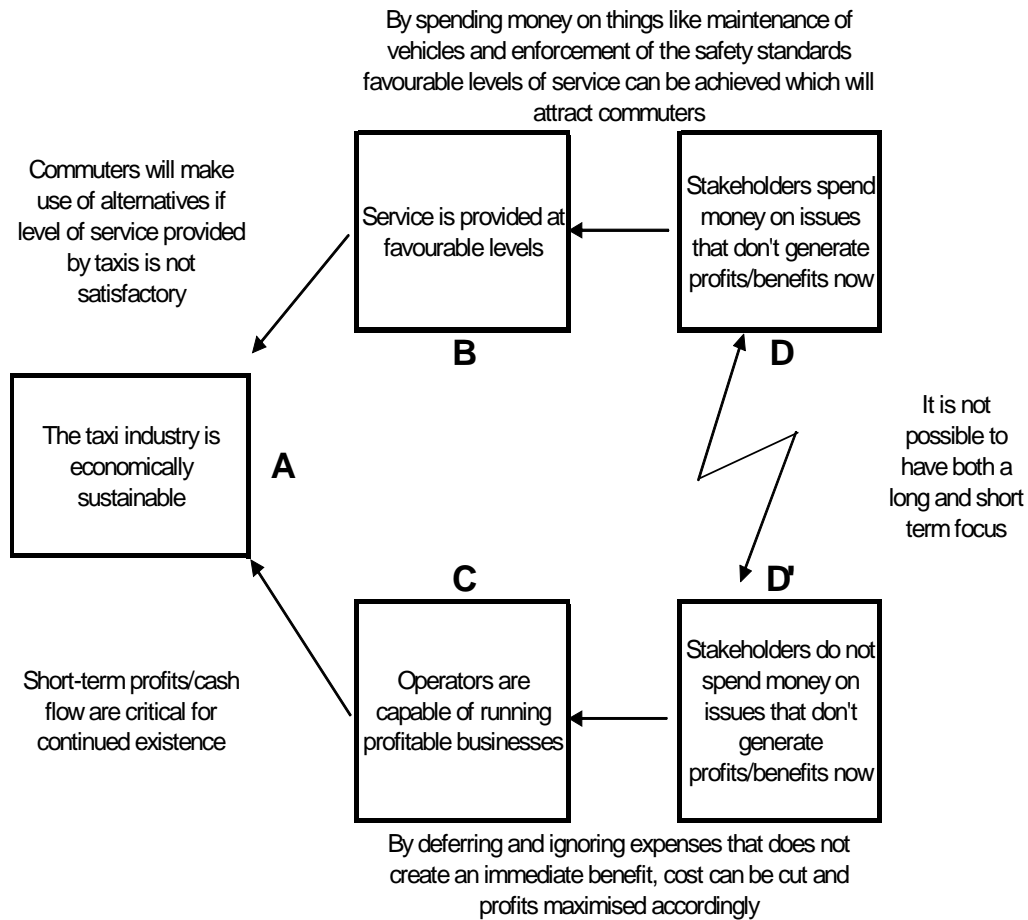 By spending money on things like maintenance of
vehicles and enforcement of the safety standards
favourable levels of service can be achieved which will
attract commuters
Commuters will make
use of alternatives if
level of service provided
by taxis is not
satisfactory
Service is provided at
favourable levels
B
Stakeholders spend
money on issues
that don't generate
profits/benefits now
D
The taxi industry is
economically
sustainable
A
It is not
possible to
have both a
long and short
term focus
C
Operators are
capable of running
profitable businesses
D'
Stakeholders do not
spend money on
issues that don't
generate
profits/benefits now
Short-term profits/cash
flow are critical for
continued existence
By deferring and ignoring expenses that does not
create an immediate benefit, cost can be cut and
profits maximised accordingly